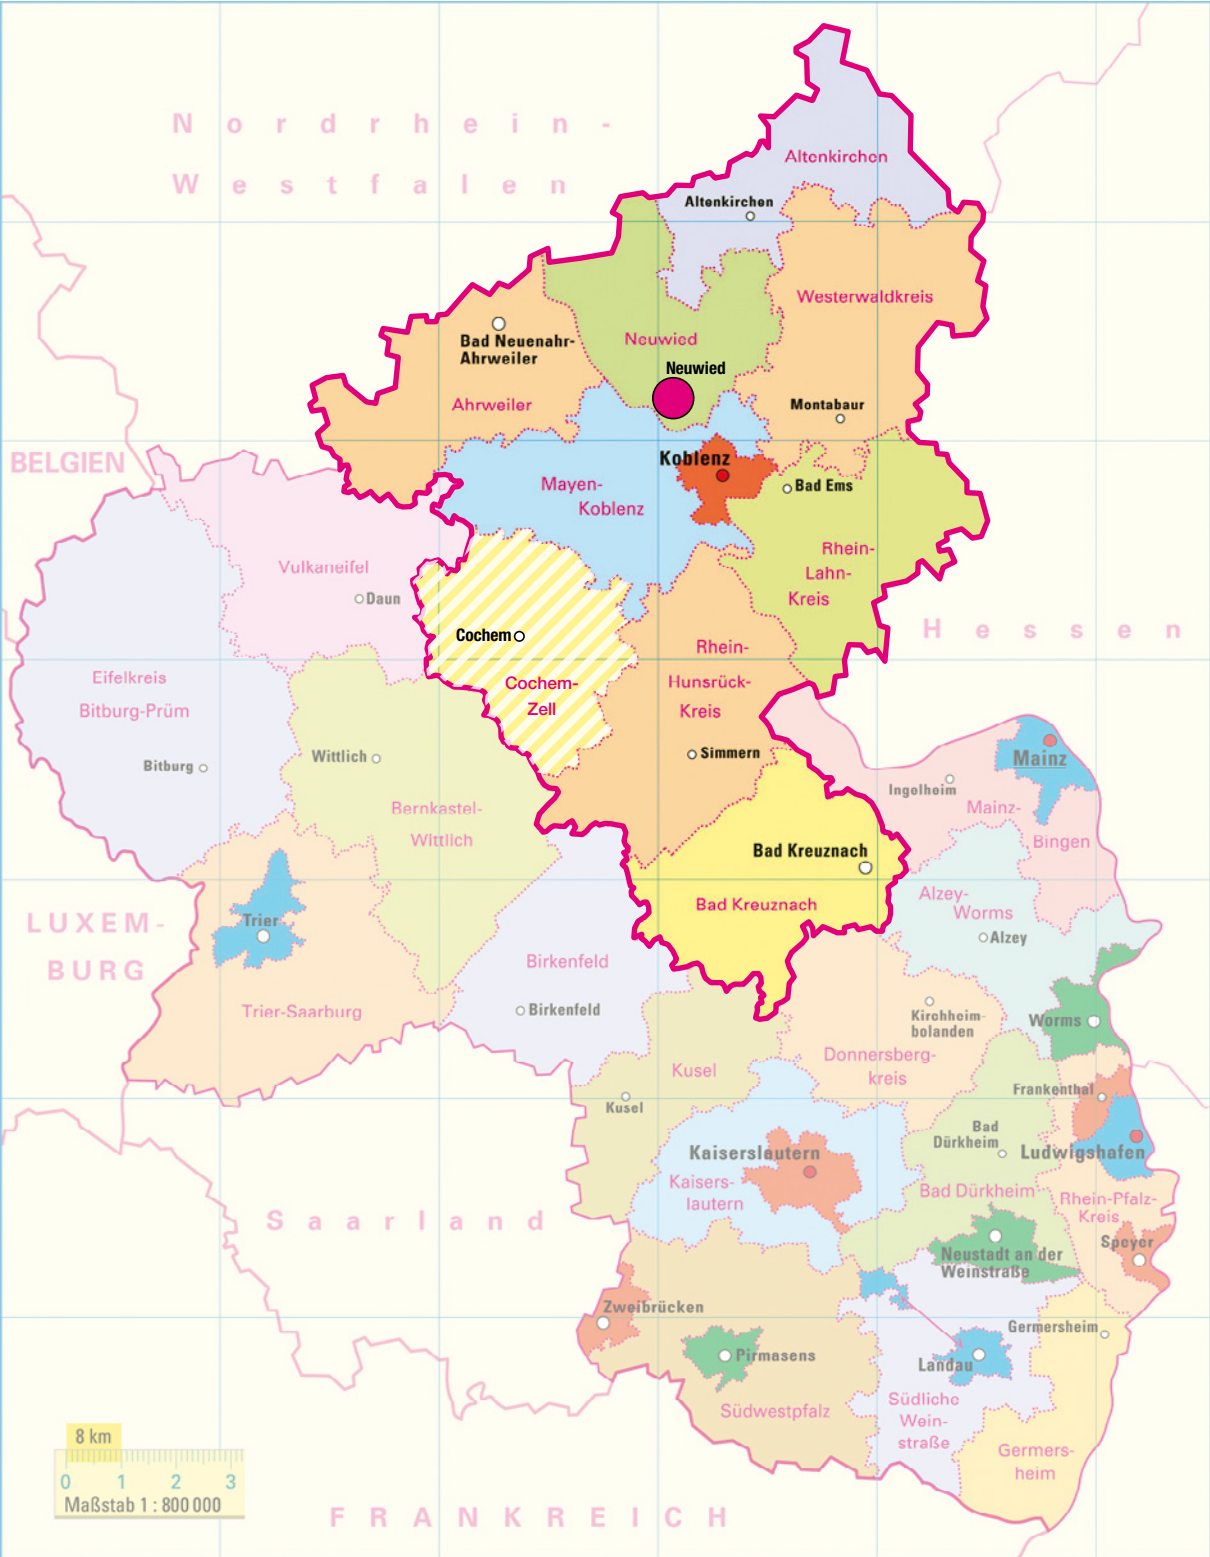 Nordrhein-
Westfalen
Altenkirchen
Altenkirchen
Westerwaldkreis
Neuwied
Neuwied
Bad Neuenahr-
Ahrweiler
Ahrweiler
Montabaur
BELGIEN
Koblenz
Mayen-
Koblenz
Bad Ems
Rhein-
Lahn-
Kreis
Vulkaneifel
Daun
Hessen
Cochem
Cochem-
Zell
Rhein-
Hunsrück-
Kreis
Eifelkreis
Bitburg-Prüm
Bitburg
Wittlich
Simmern
Mainz
Ingelheim
Mainz-
Bingen
Bernkastel-
Wittlich
Bad Kreuznach
Bad Kreuznach
Alzey-
Worms
Alzey
LUXEM-
BURG
Trier
Birkenfeld
Birkenfeld
Trier-Saarburg
Kirchheim-
bolanden
Worms
Donnersberg-
kreis
Kusel
Kusel
Frankenthal
Bad
Dürkheim
Ludwigshafen
Kaiserslautern
Kaisers-
lautern
Bad Dürkheim
Rhein-Pfalz-
Kreis
Saarland
Speyer
Neustadt an der
Weinstraße
Zweibrücken
Germersheim
Pirmasens
Landau
Südwestpfalz
Südliche
Wein-
straße
Germers-
heim
8 km
0 1 2 3
Maßstab 1 : 800 000
FRANKREICH